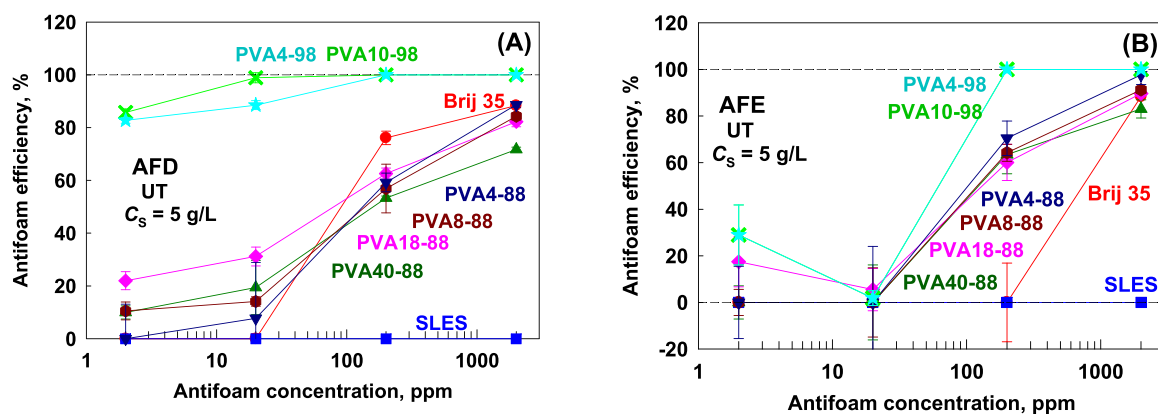 (A)
120
100
80
60
40
20
0
Antifoam efficiency, %
PVA4-98 PVA10-98
Brij 35
AFD
UT
CS = 5 g/L
PVA4-88
PVA8-88
PVA18-88
PVA40-88
SLES
1 10 100 1000
Antifoam concentration, ppm
(B)
120
100
80
60
40
20
0
-20
Antifoam efficiency, %
AFE
UT
CS = 5 g/L
PVA4-98
PVA10-98
Brij 35
PVA4-88
PVA8-88
PVA18-88
PVA40-88
SLES
1 10 100 1000
Antifoam concentration, ppm